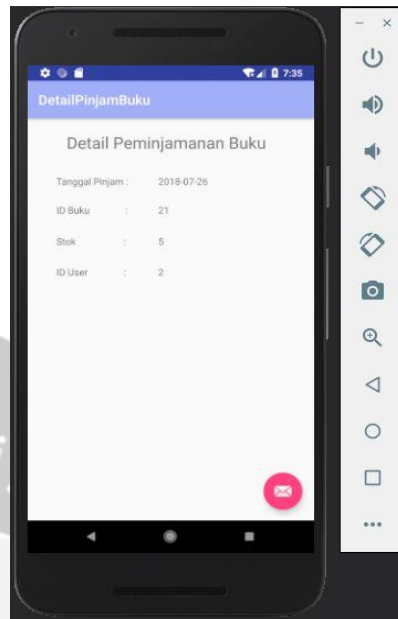 7:35
DetailPinjamBuku
Detail Peminjamanan Buku
Tanggal Pinjam : 2018-07-26
ID Buku : 21
Stok : 5
ID User : 2